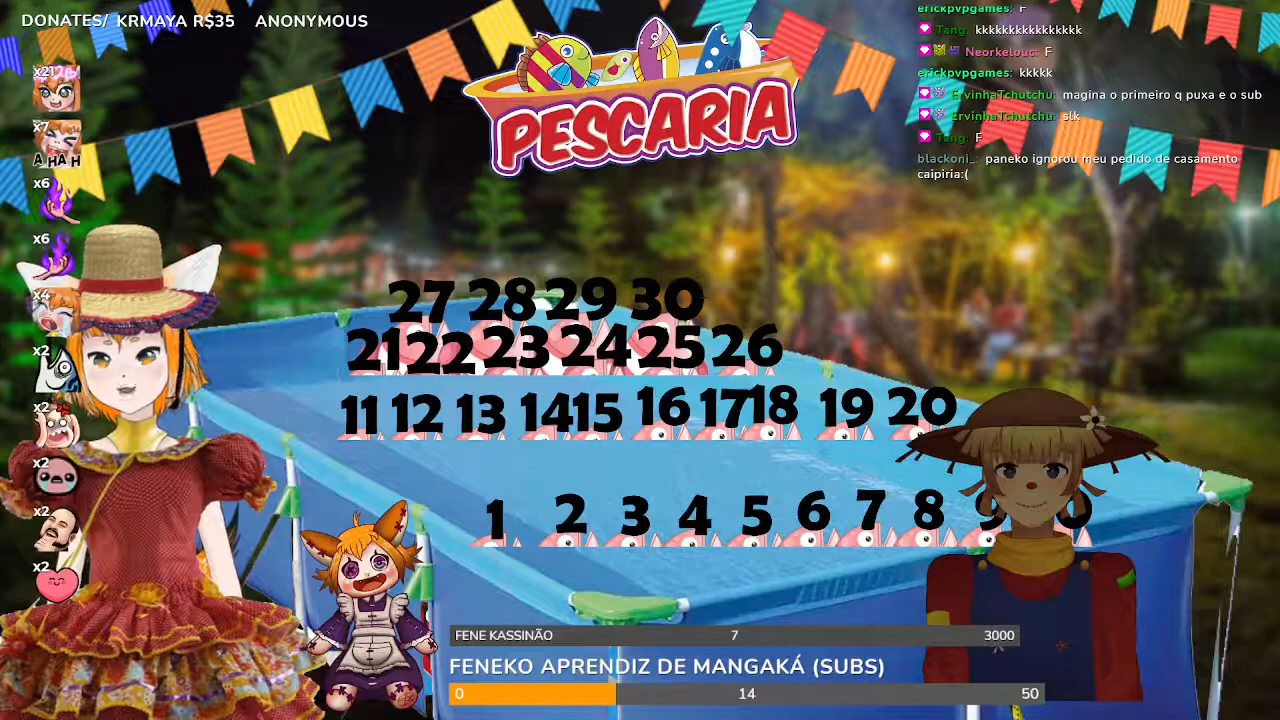 DONATES/ KRMAYA R$35 ANONYMOUS
PESCARIA
erickpvpgames: F
Tang: kkkkkkkkkkkkkkkk
Neorkelouc: F
erickpvpgames: kkkkk
ErvinhaTchutchu: magina o primeiro q puxa e o sub
ErvinhaTchutchu: slk
Tang: F
blackoni_: paneko ignorou meu pedido de casamento
caipiria:(
x21
x7
A HA H
x6
x6
x4
x2
x2
x2
x2
x2
27 28 29 30
21 22 23 24 25 26
11 12 13 14 15 16 17 18 19 20
1 2 3 4 5 6 7 8
FENE KASSINÃO 7 3000
FENEKO APRENDIZ DE MANGAKÁ (SUBS)
0 14 50